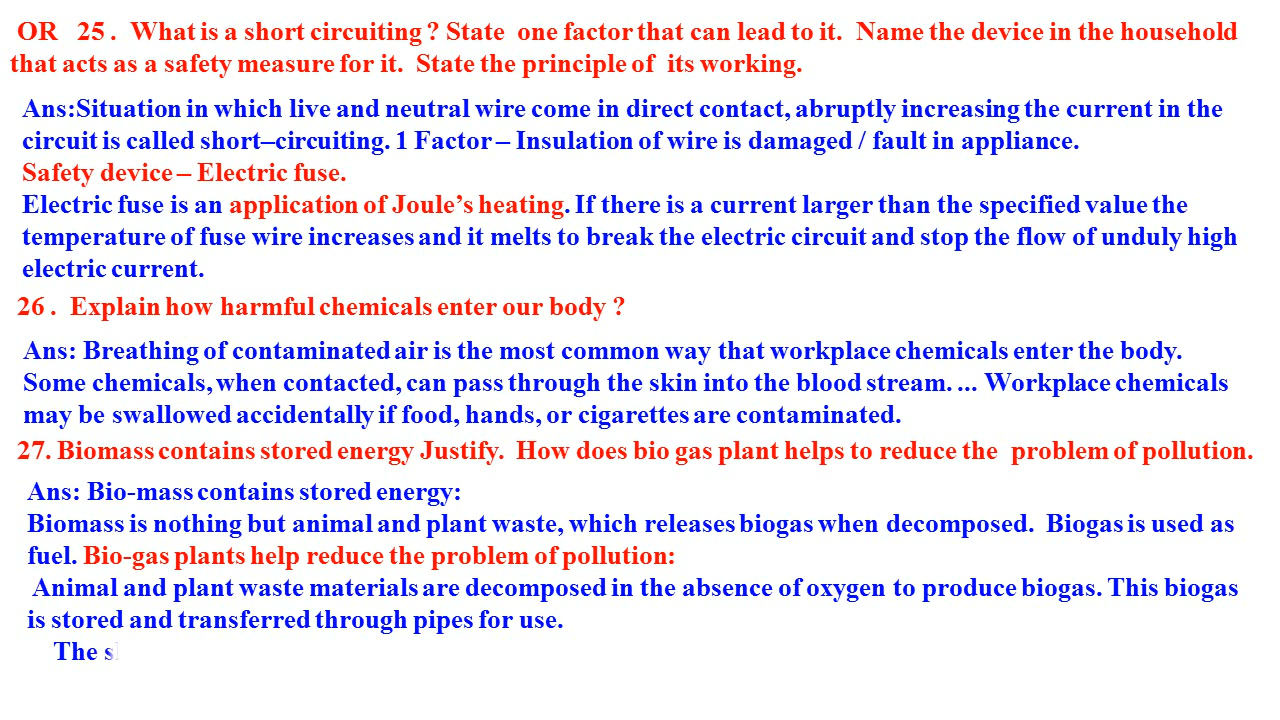 OR 25 . What is a short circuiting ? State one factor that can lead to it. Name the device in the household
that acts as a safety measure for it. State the principle of its working.
Ans:Situation in which live and neutral wire come in direct contact, abruptly increasing the current in the
circuit is called short–circuiting. 1 Factor – Insulation of wire is damaged / fault in appliance.
Safety device – Electric fuse.
Electric fuse is an application of Joule’s heating. If there is a current larger than the specified value the
temperature of fuse wire increases and it melts to break the electric circuit and stop the flow of unduly high
electric current.
26 . Explain how harmful chemicals enter our body ?
Ans: Breathing of contaminated air is the most common way that workplace chemicals enter the body.
Some chemicals, when contacted, can pass through the skin into the blood stream. ... Workplace chemicals
may be swallowed accidentally if food, hands, or cigarettes are contaminated.
27. Biomass contains stored energy Justify. How does bio gas plant helps to reduce the problem of pollution.
Ans: Bio-mass contains stored energy:
Biomass is nothing but animal and plant waste, which releases biogas when decomposed. Biogas is used as
fuel. Bio-gas plants help reduce the problem of pollution:
Animal and plant waste materials are decomposed in the absence of oxygen to produce biogas. This biogas
is stored and transferred through pipes for use.
The